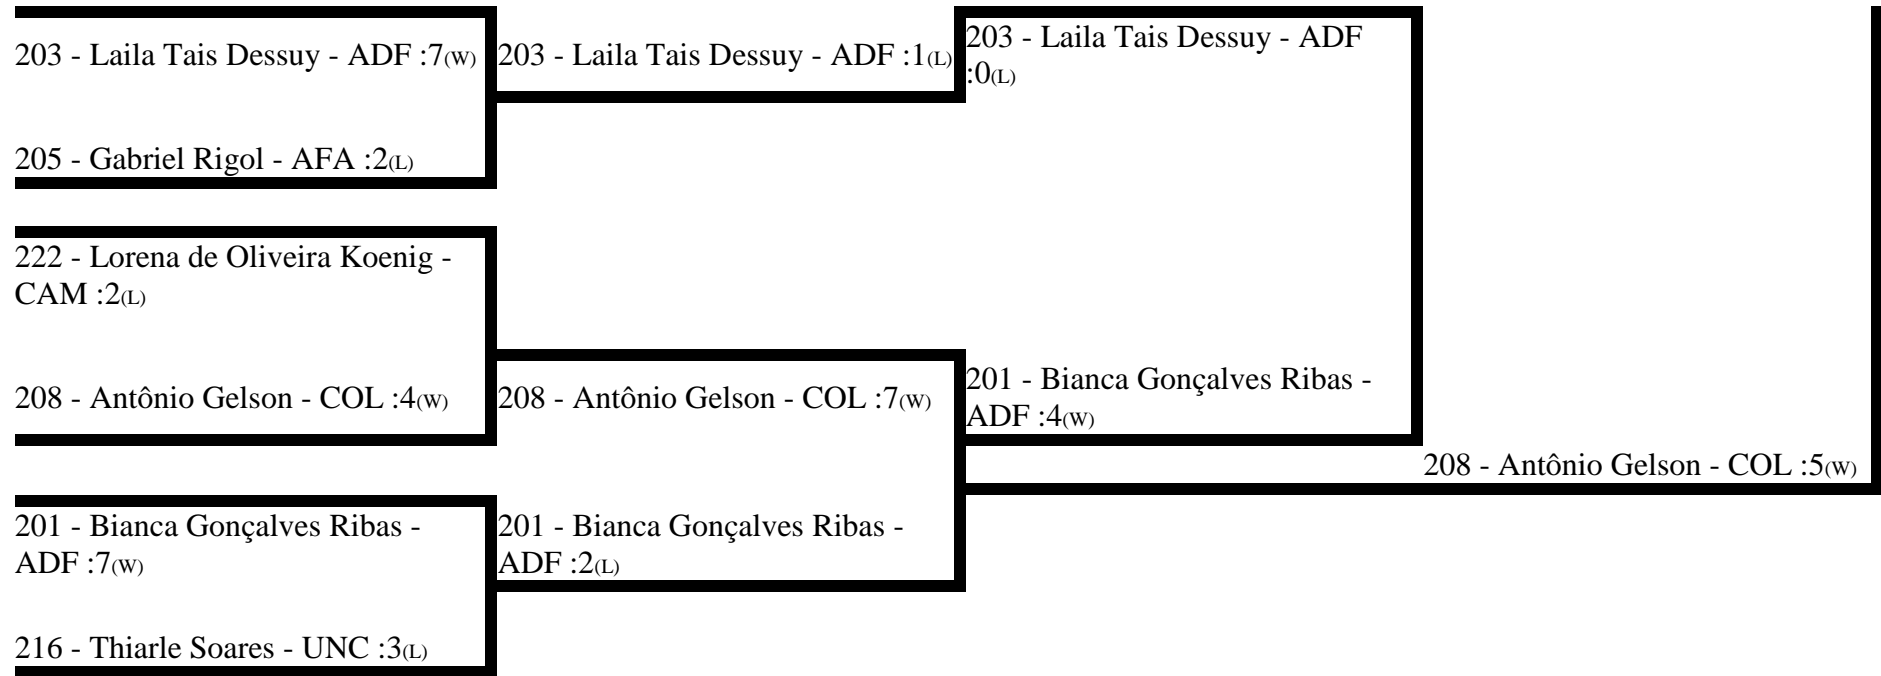 203 - Laila Tais Dessuy - ADF :7(W)
205 - Gabriel Rigol - AFA :2(L)
222 - Lorena de Oliveira Koenig -
CAM :2(L)
208 - Antônio Gelson - COL :4(W)
201 - Bianca Gonçalves Ribas -
ADF :7(W)
216 - Thiarle Soares - UNC :3(L)
203 - Laila Tais Dessuy - ADF :1(L)
208 - Antônio Gelson - COL :7(W)
201 - Bianca Gonçalves Ribas -
ADF :2(L)
203 - Laila Tais Dessuy - ADF
:0(L)
201 - Bianca Gonçalves Ribas -
ADF :4(W)
208 - Antônio Gelson - COL :5(W)